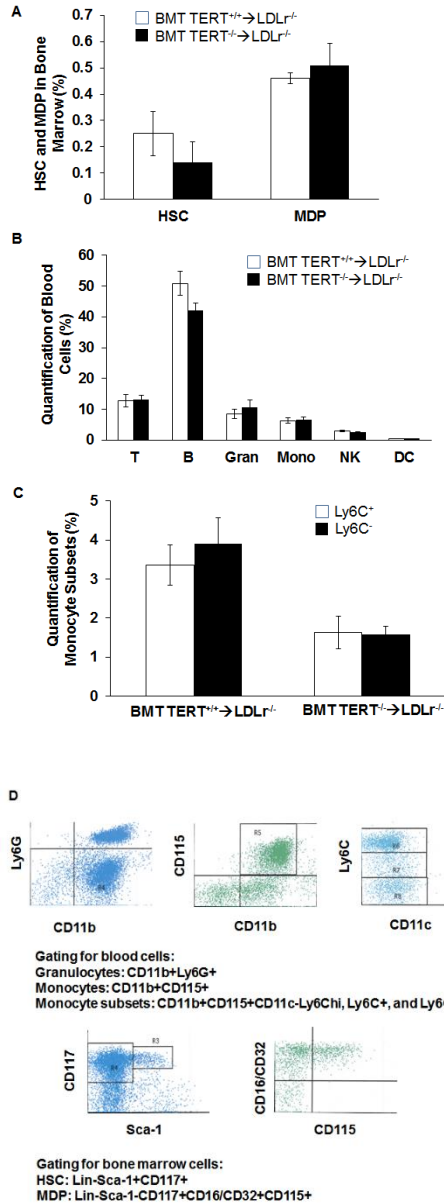 A
BMT TERT+/+→LDLr-/-
BMT TERT-/-→LDLr-/-
HSC and MDP in Bone
Marrow (%)
0.7
0.6
0.5
0.4
0.3
0.2
0.1
0
HSC MDP
B
BMT TERT+/+→LDLr-/-
BMT TERT-/-→LDLr-/-
Quantification of Blood
Cells (%)
60
50
40
30
20
10
0
T B Gran Mono NK DC
C
Ly6C+
Ly6C-
Quantification of
Monocyte Subsets (%)
5
4
3
2
1
0
BMT TERT+/+→LDLr-/- BMT TERT-/-→LDLr-/-
D
Ly6G
CD11b
CD115
R5
CD11b
Ly6C
R7
CD11c
Gating for blood cells:
Granulocytes: CD11b+Ly6G+
Monocytes: CD11b+CD115+
Monocyte subsets: CD11b+CD115+CD11c-Ly6Chi, Ly6C+, and Ly6
CD117
R3
Sca-1
CD16/CD32
CD115
Gating for bone marrow cells:
HSC: Lin-Sca-1+CD117+
MDP: Lin-Sca-1-CD117+CD16/CD32+CD115+